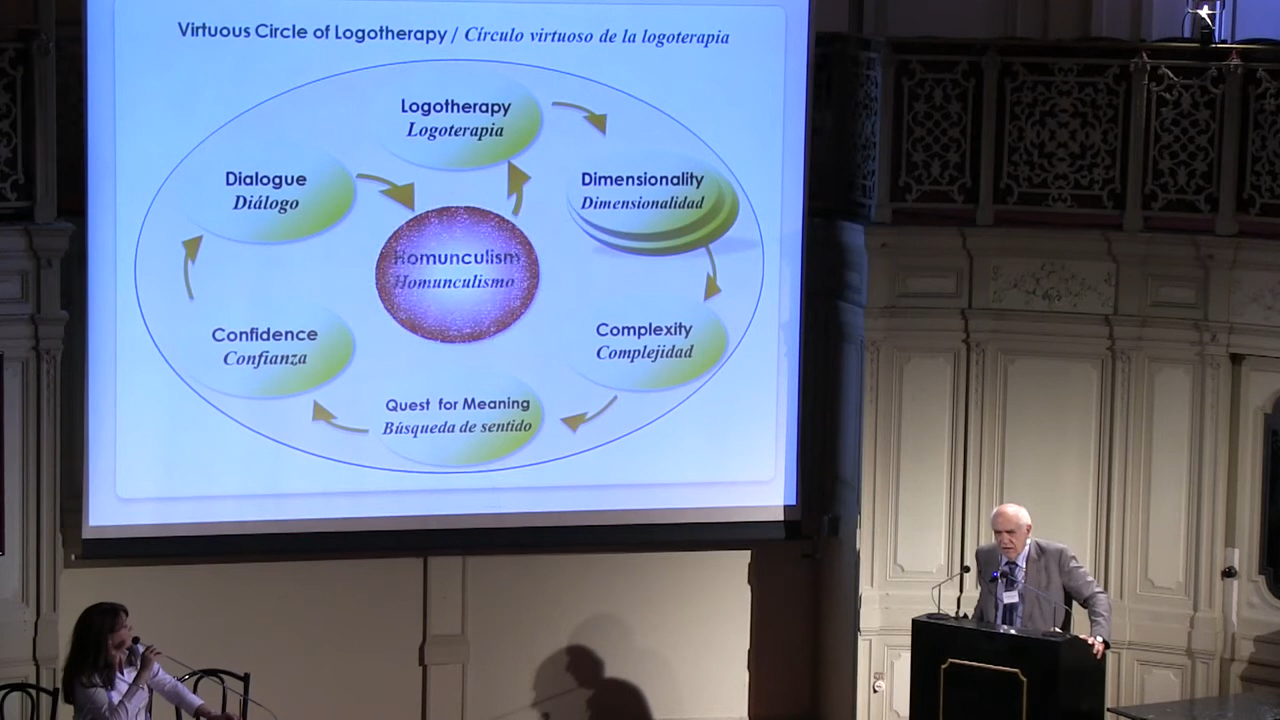 Virtuous Circle of Logotherapy / Círculo virtuoso de la logoterapia
Logotherapy
Logoterapia
Dimensionality
Dimensionalidad
Complexity
Complejidad
Quest for Meaning
Búsqueda de sentido
Confidence
Confianza
Dialogue
Diálogo
Homunculism
Homunculismo